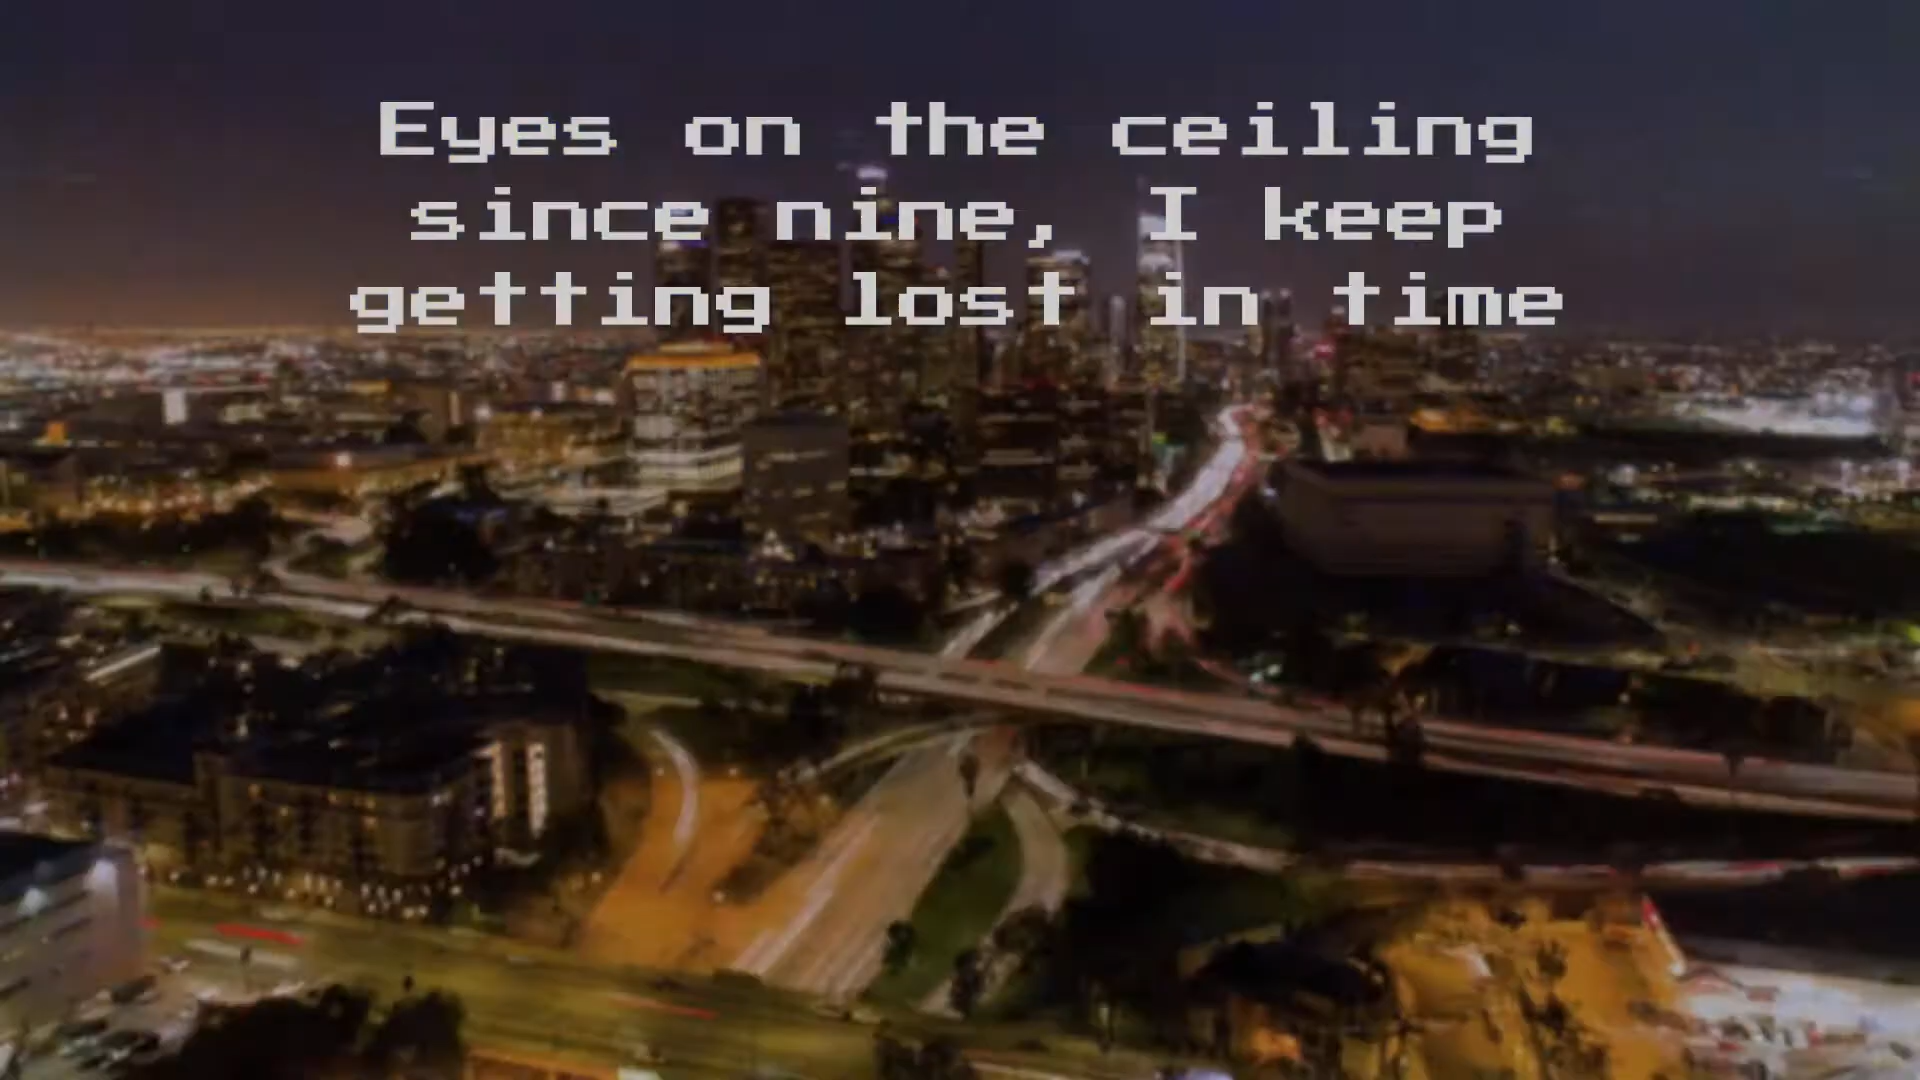 Eyes on the ceiling
since nine, I keep
getting lost in time